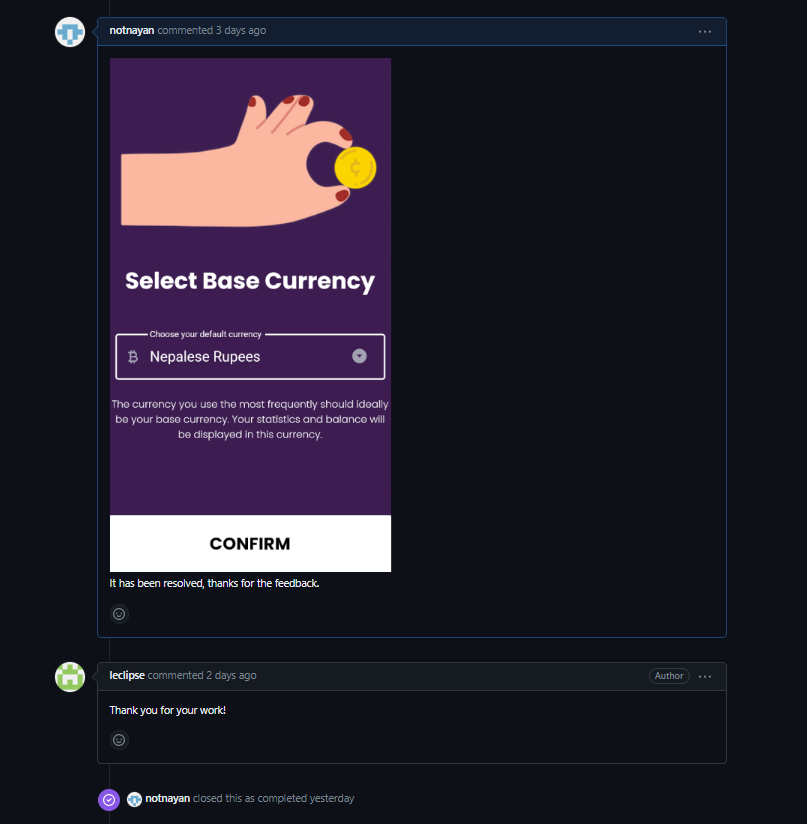 notnayan commented 3 days ago
Select Base Currency
Choose your default currency
Nepalese Rupees
The currency you use the most frequently should ideally
be your base currency. Your statistics and balance will
be displayed in this currency.
CONFIRM
It has been resolved, thanks for the feedback.
leclipse commented 2 days ago
Author
Thank you for your work!
notnayan closed this as completed yesterday